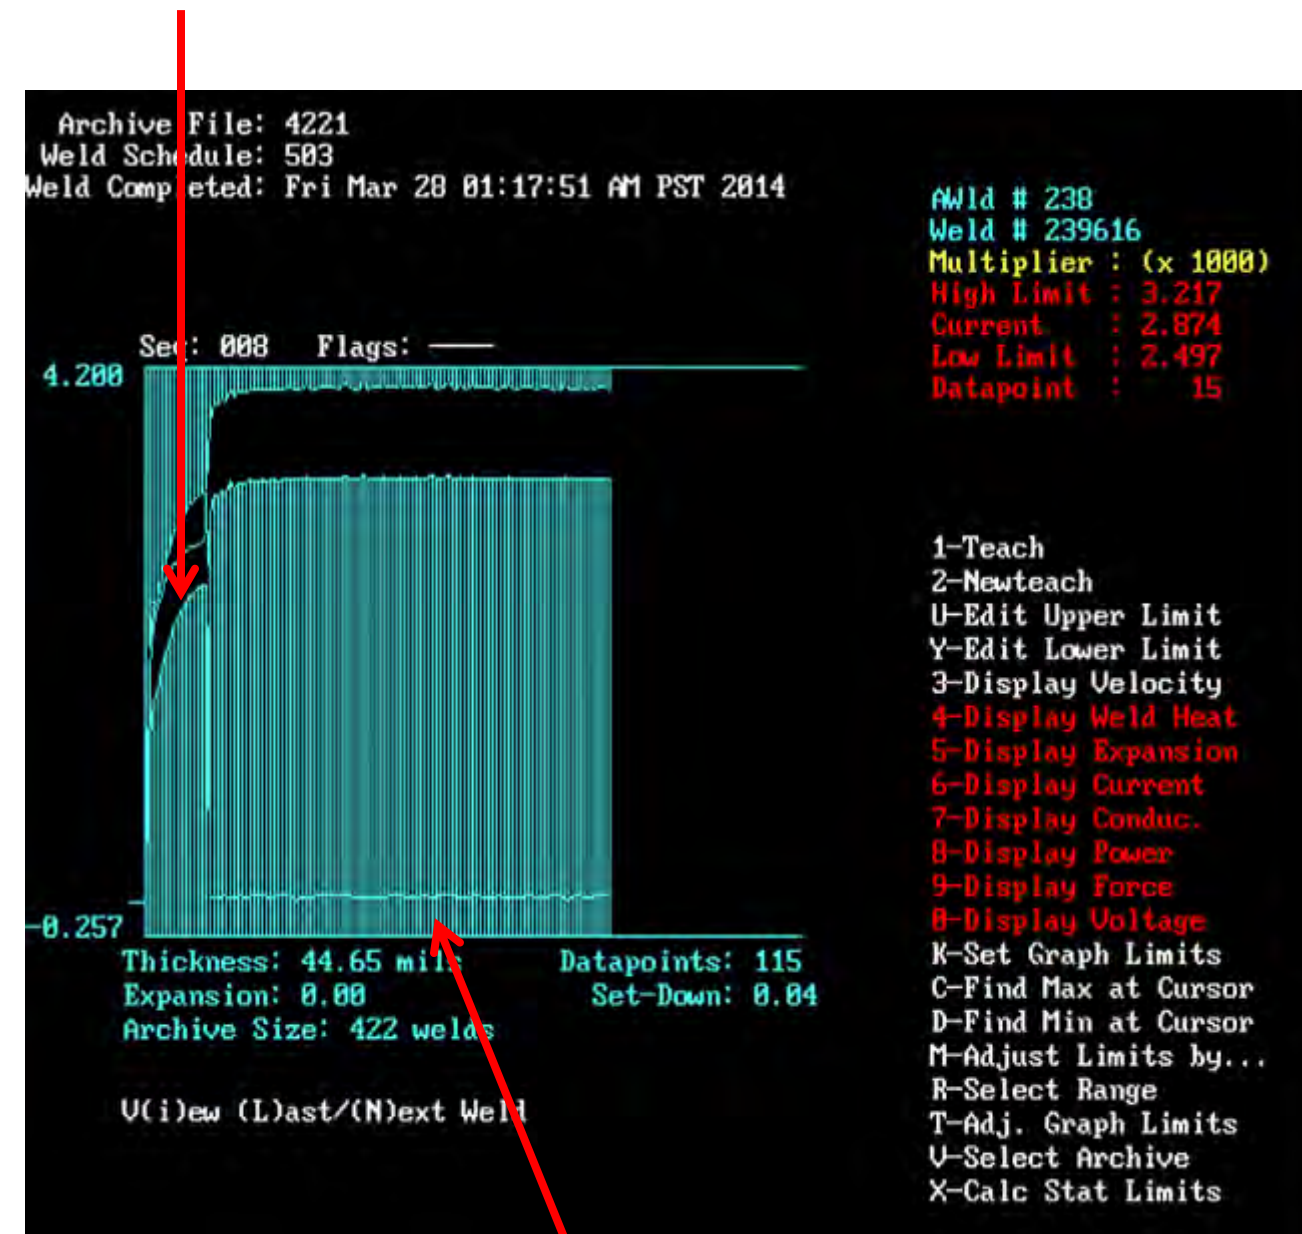 Archive File: 4221
Weld Schedule: 503
Weld Completed: Fri Mar 28 01:17:51 AM PST 2014
AWld # 238
Weld # 239616
Multiplier : (x 1000)
High Limit : 3.217
Current : 2.874
Low Limit : 2.497
Datapoint : 15
Seq: 008 Flags: ——
4.200
-0.257
Thickness: 44.65 mils Datapoints: 115
Expansion: 0.00 Set-Down: 0.04
Archive Size: 422 welds
V(i)ew (L)ast/(N)ext Weld
1-Teach
2-Newteach
U-Edit Upper Limit
Y-Edit Lower Limit
3-Display Velocity
4-Display Weld Heat
5-Display Expansion
6-Display Current
7-Display Conduc.
8-Display Power
9-Display Force
0-Display Voltage
K-Set Graph Limits
C-Find Max at Cursor
D-Find Min at Cursor
M-Adjust Limits by...
R-Select Range
T-Adj. Graph Limits
V-Select Archive
X-Calc Stat Limits